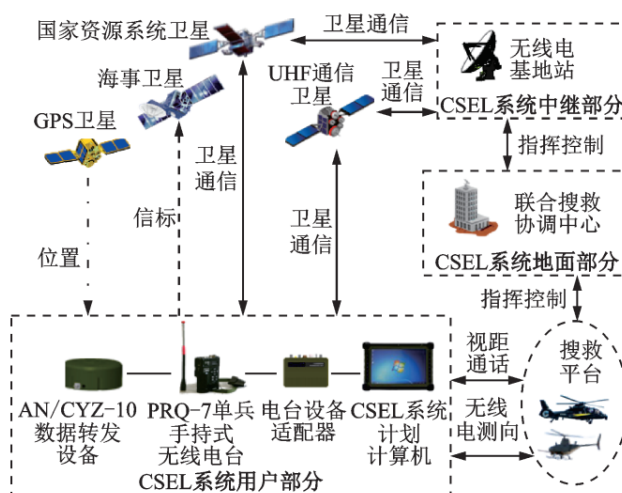 国家资源系统卫星
卫星通信
无线电
基地站
CSEL系统中继部分
海事卫星
UHF通信
卫星
卫星
通信
GPS卫星
卫星
通信
指挥控制
信标
卫星
通信
联合搜救
协调中心
CSEL系统地面部分
位置
指挥控制
AN/CYZ-10
数据转发
设备
PRQ-7单兵
手持式
无线电台
电台设备
适配器
CSEL系统
计划
计算机
CSEL系统用户部分
视距
通话
无线
电测向
搜救
平台